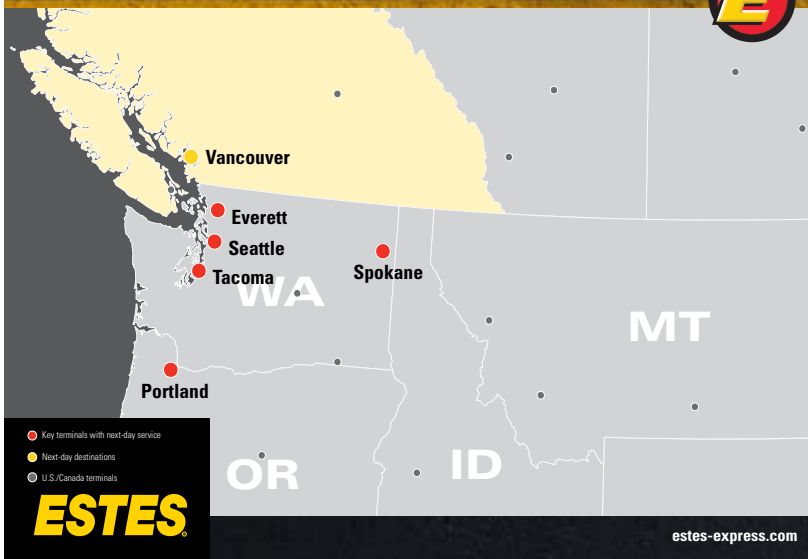 E
Vancouver
Everett
Seattle
Tacoma
Spokane
WA
MT
Portland
OR
ID
Key terminals with next-day service
Next-day destinations
U.S./Canada terminals
ESTES®
estes-express.com